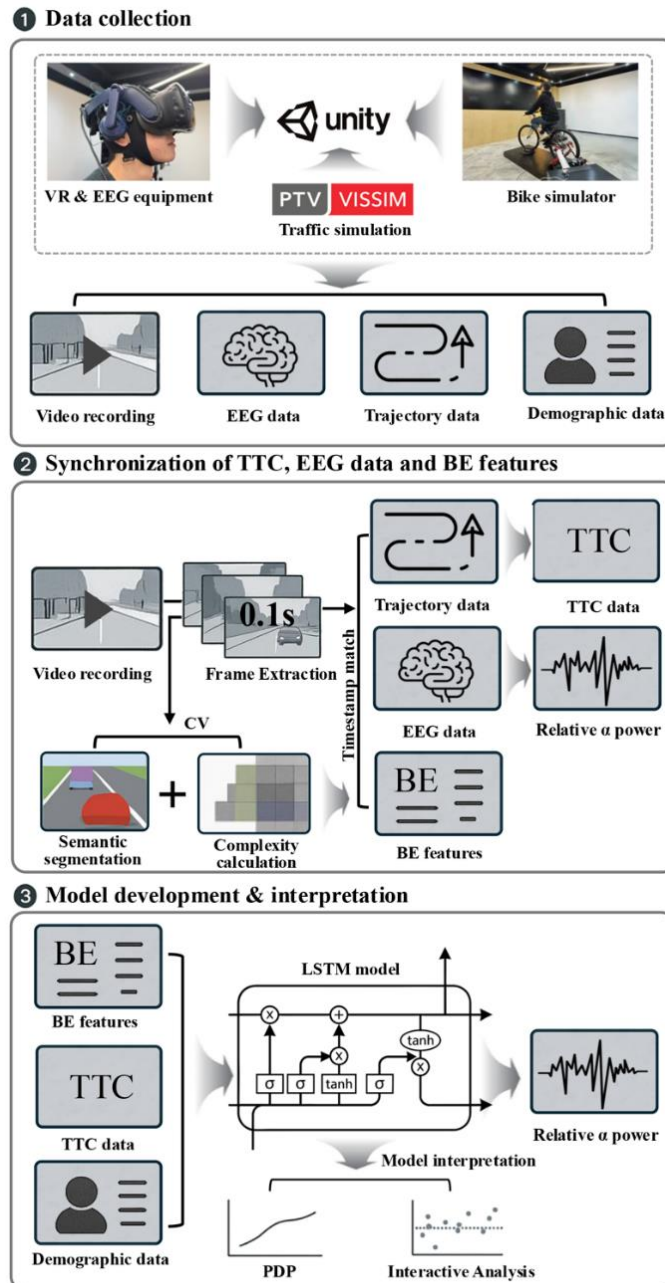 1 Data collection
unity
VR & EEG equipment
PTV VISSIM
Traffic simulation
Bike simulator
Video recording
EEG data
Trajectory data
Demographic data
2 Synchronization of TTC, EEG data and BE features
Video recording
0.1s
Frame Extraction
Timestamp match
Trajectory data
TTC
TTC data
EEG data
Relative α power
CV
+
Semantic
segmentation
Complexity
calculation
BE
BE features
3 Model development & interpretation
BE
BE features
TTC
TTC data
Demographic data
LSTM model
x
+
tanh
x
x
σ
σ
tanh
σ
Relative α power
Model interpretation
PDP
Interactive Analysis